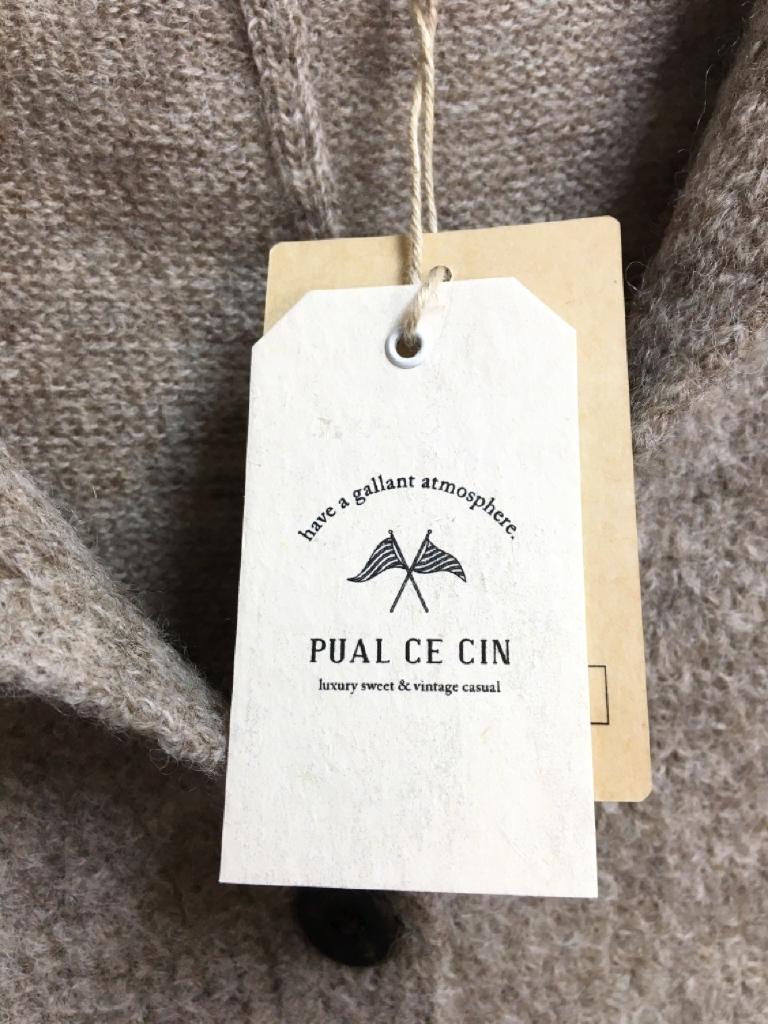 have a gallant atmosphere.
PUAL CE CIN
luxury sweet & vintage casual